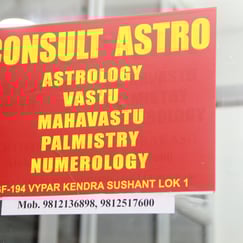 CONSULT ASTRO
ASTROLOGY
VASTU
MAHAVASTU
PALMISTRY
NUMEROLOGY
SF-194 VYPAR KENDRA SUSHANT LOK 1
Mob. 9812136898, 9812517600